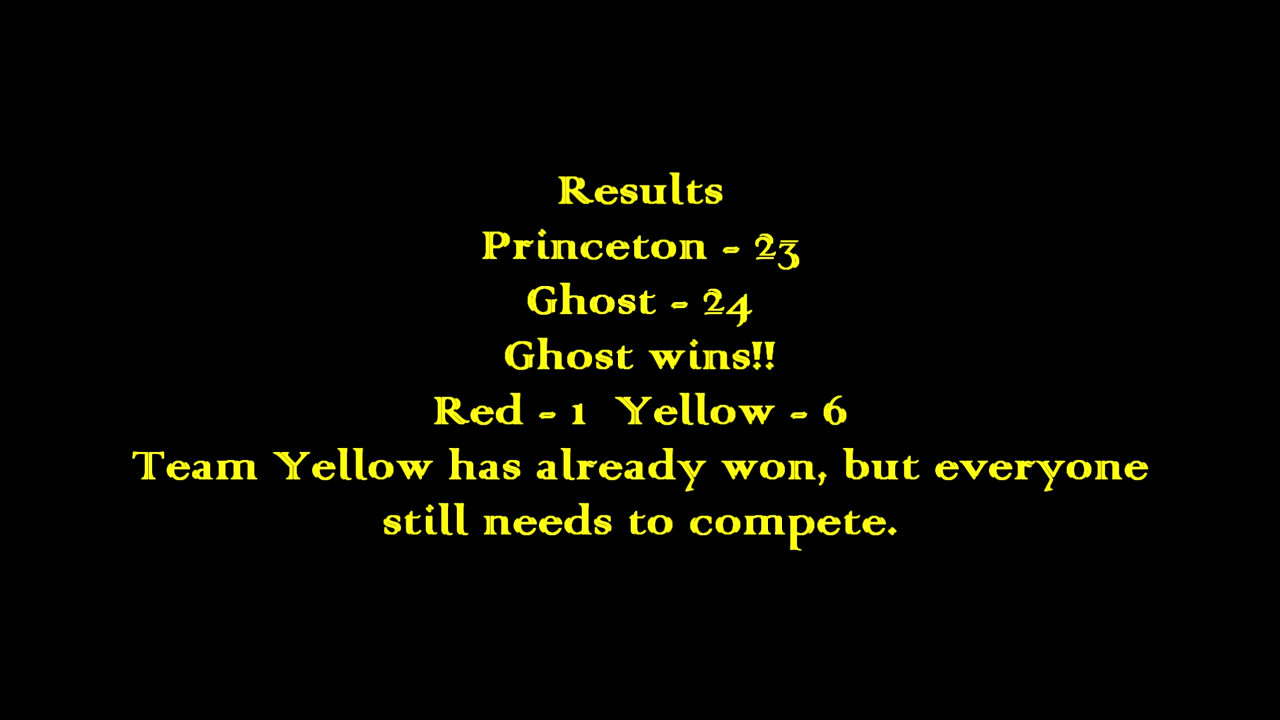 Results
Princeton - 23
Ghost - 24
Ghost wins!!
Red - 1  Yellow - 6
Team Yellow has already won, but everyone
still needs to compete.